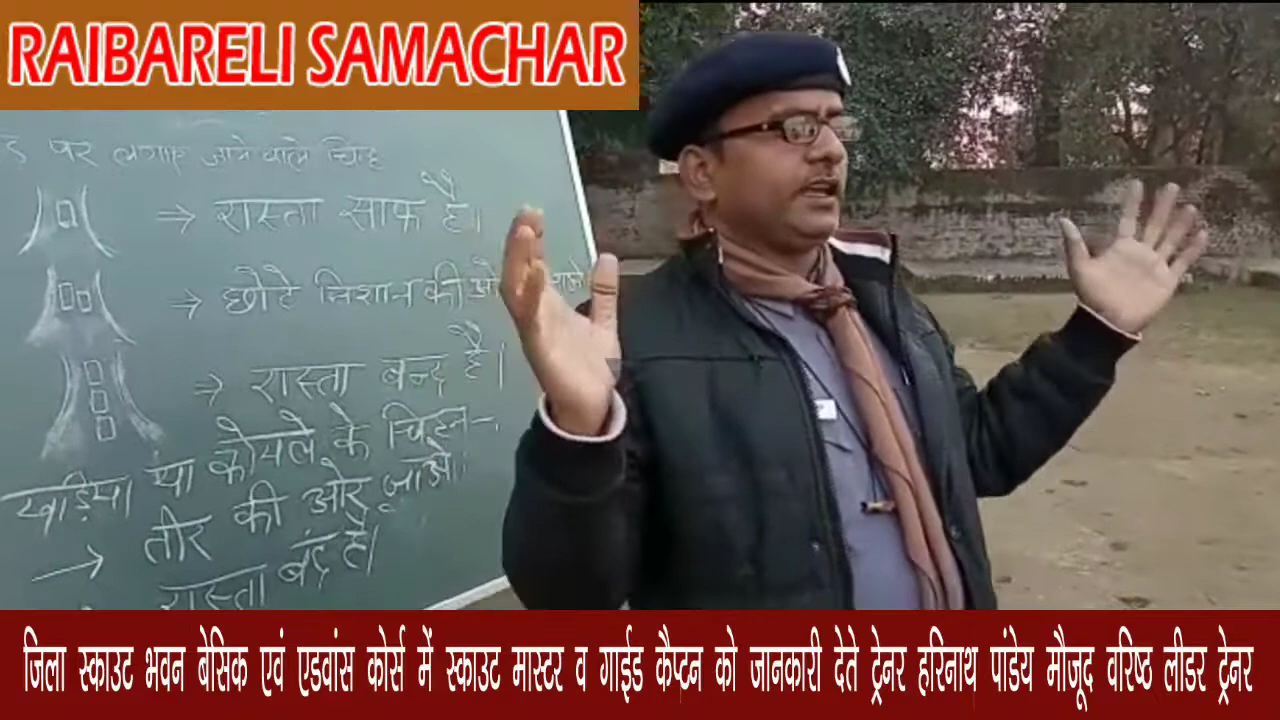 RAIBARELI SAMACHAR
पर लगाए जाने वाले चिह्न
⇒ रास्ता साफ है।
⇒ छोटे निशान की
⇒ रास्ता बन्द है।
खड़िया या कोयले के चिह्न-
→ तीर की ओर जाओ।
रास्ता बंद है।
जिला स्काउट भवन बेसिक एवं एडवांस कोर्स में स्काउट मास्टर व गाईड कैप्टन को जानकारी देते ट्रेनर हरिनाथ पांडेय मौजूद वरिष्ठ लीडर ट्रेनर